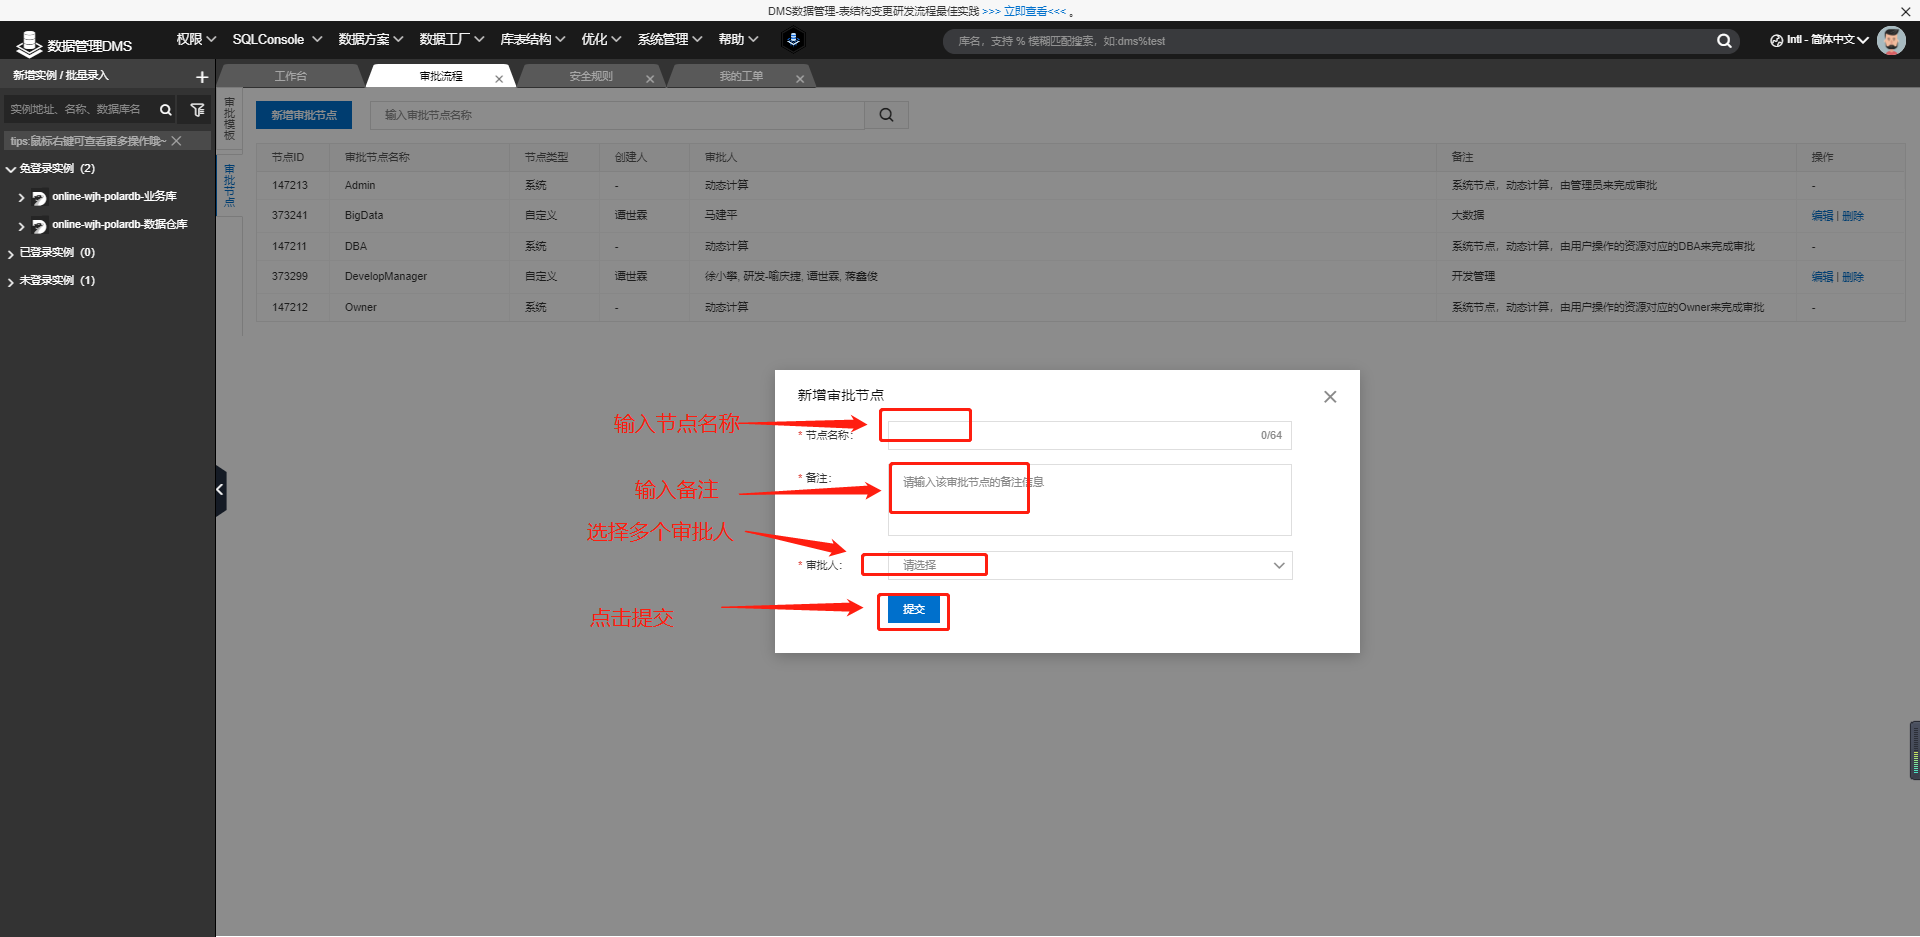 DMS数据管理-表结构变更研发流程最佳实践 >>> 立即查看<<< 。
数据管理DMS
权限 SQLConsole 数据方案 数据工厂 库表结构 优化 系统管理 帮助
库名，支持 % 模糊匹配搜索，如:dms%test
Intl - 简体中文
新增实例 / 批量录入
工作台 审批流程 安全规则 我的工单
实例地址、名称、数据库名
tips:鼠标右键可查看更多操作哦~
免登录实例 (2)
online-wjh-polardb-业务库
online-wjh-polardb-数据仓库
已登录实例 (0)
未登录实例 (1)
审批模板
审批节点
新增审批节点 输入审批节点名称
节点ID 审批节点名称 节点类型 创建人 审批人 备注 操作
147213 Admin 系统 - 动态计算 系统节点，动态计算，由管理员来完成审批 -
373241 BigData 自定义 谭世霖 马建平 大数据 编辑 | 删除
147211 DBA 系统 - 动态计算 系统节点，动态计算，由用户操作的资源对应的DBA来完成审批 -
373299 DevelopManager 自定义 谭世霖 徐小攀, 研发-喻庆捷, 谭世霖, 蒋鑫俊 开发管理 编辑 | 删除
147212 Owner 系统 - 动态计算 系统节点，动态计算，由用户操作的资源对应的Owner来完成审批 -
新增审批节点
输入节点名称
* 节点名称: 0/64
输入备注
* 备注: 请输入该审批节点的备注信息
选择多个审批人
* 审批人: 请选择
点击提交
提交